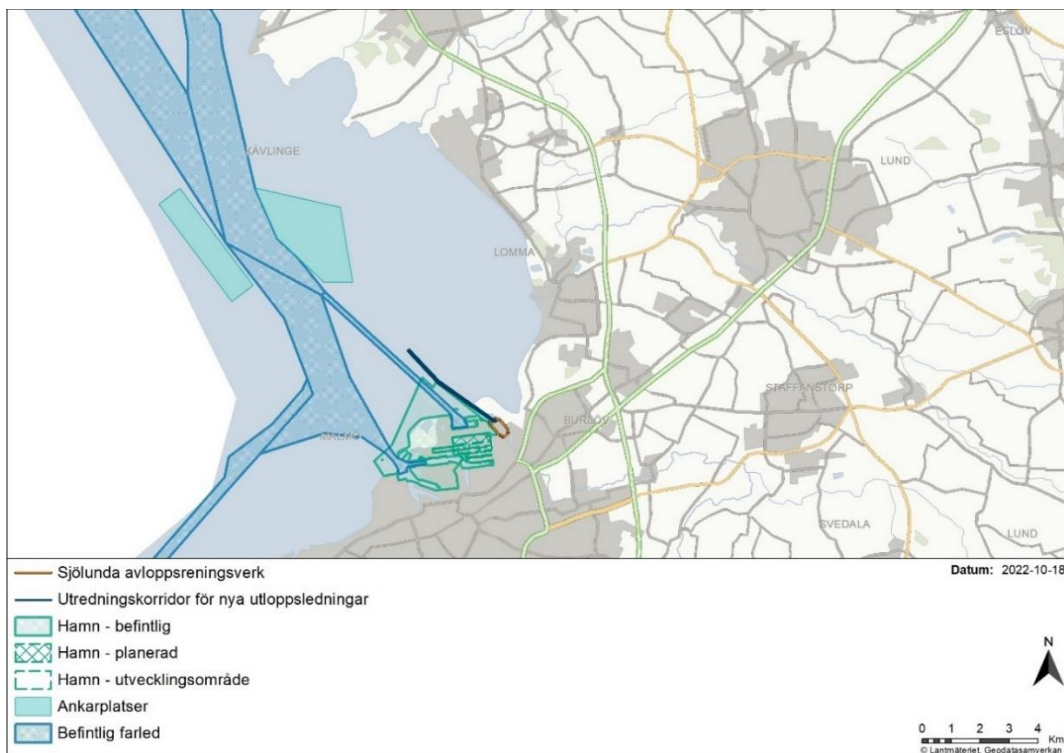 ESLÖV
KÄVLINGE
LUND
LOMMA
STAFFANSTORP
BURLÖV
MALMÖ
SVEDALA
LUND
Sjölunda avloppsreningsverk
Utredningskorridor för nya utloppsledningar
Hamn - befintlig
Hamn - planerad
Hamn - utvecklingsområde
Ankarplatser
Befintlig farled
Datum: 2022-10-18
N
0 1 2 3 4
Km
© Lantmäteriet, Geodatasamverkan